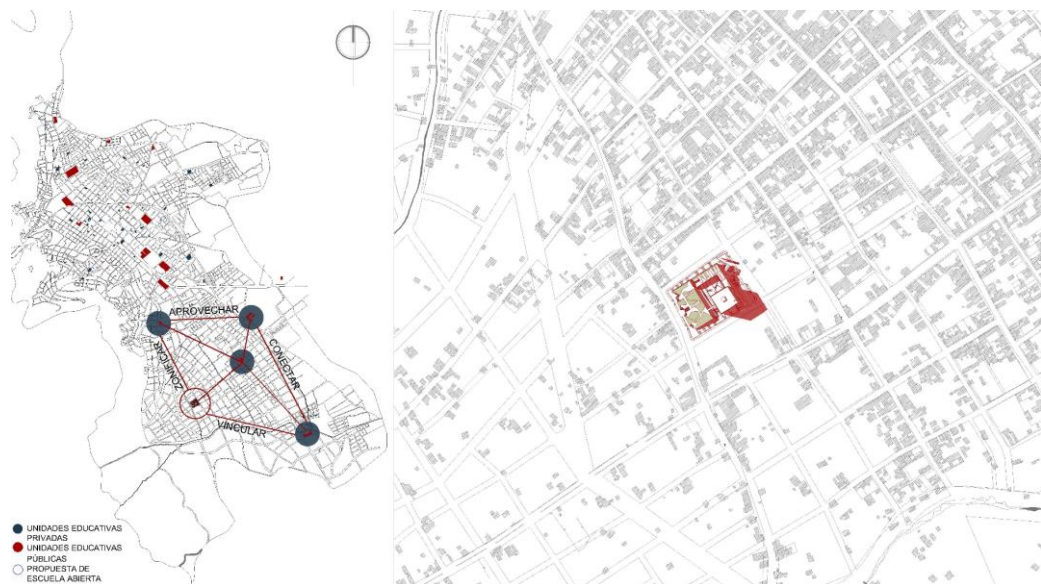 APROVECHAR
CONECTAR
ZONIFICAR
VINCULAR
UNIDADES EDUCATIVAS
PRIVADAS
UNIDADES EDUCATIVAS
PÚBLICAS
PROPUESTA DE
ESCUELA ABIERTA